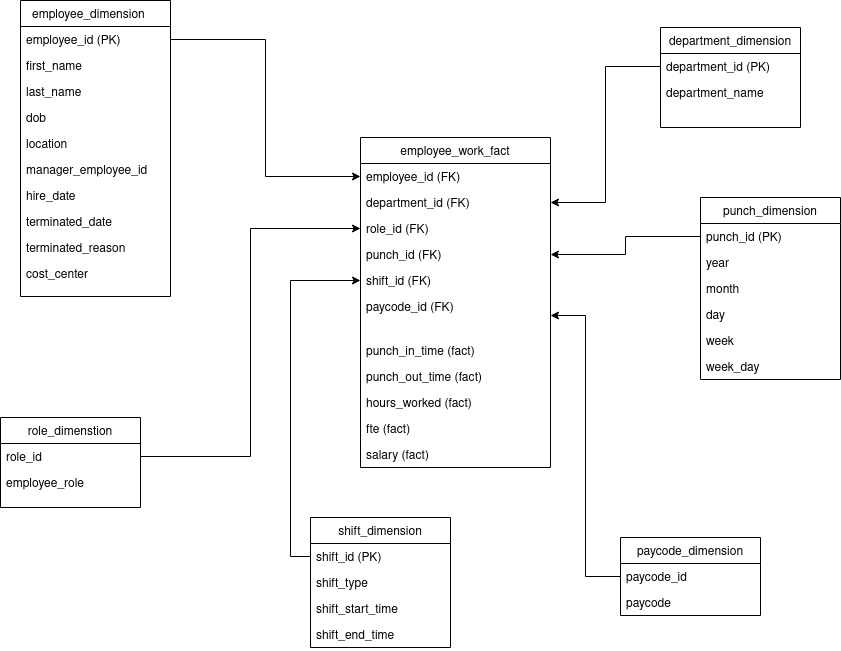 employee_dimension
employee_id (PK)
first_name
last_name
dob
location
manager_employee_id
hire_date
terminated_date
terminated_reason
cost_center
department_dimension
department_id (PK)
department_name
employee_work_fact
employee_id (FK)
department_id (FK)
role_id (FK)
punch_id (FK)
shift_id (FK)
paycode_id (FK)
punch_in_time (fact)
punch_out_time (fact)
hours_worked (fact)
fte (fact)
salary (fact)
punch_dimension
punch_id (PK)
year
month
day
week
week_day
role_dimenstion
role_id
employee_role
shift_dimension
shift_id (PK)
shift_type
shift_start_time
shift_end_time
paycode_dimension
paycode_id
paycode